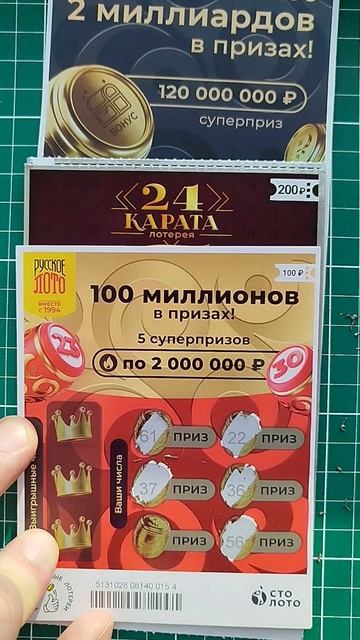 2 миллиардов
в призах!
120 000 000 ₽
суперприз
БОНУС
200 ₽
24
КАРАТА
лотерея
РУССКОЕ
ЛОТО
ВМЕСТЕ
с 1994
100 ₽
100 миллионов
в призах!
5 суперпризов
по 2 000 000 ₽
23
30
Выигрышные
Ваши числа
61 ПРИЗ
22 ПРИЗ
37 ПРИЗ
36 ПРИЗ
ПРИЗ
56 ПРИЗ
5131028 08140 015 4
СТО
ЛОТО